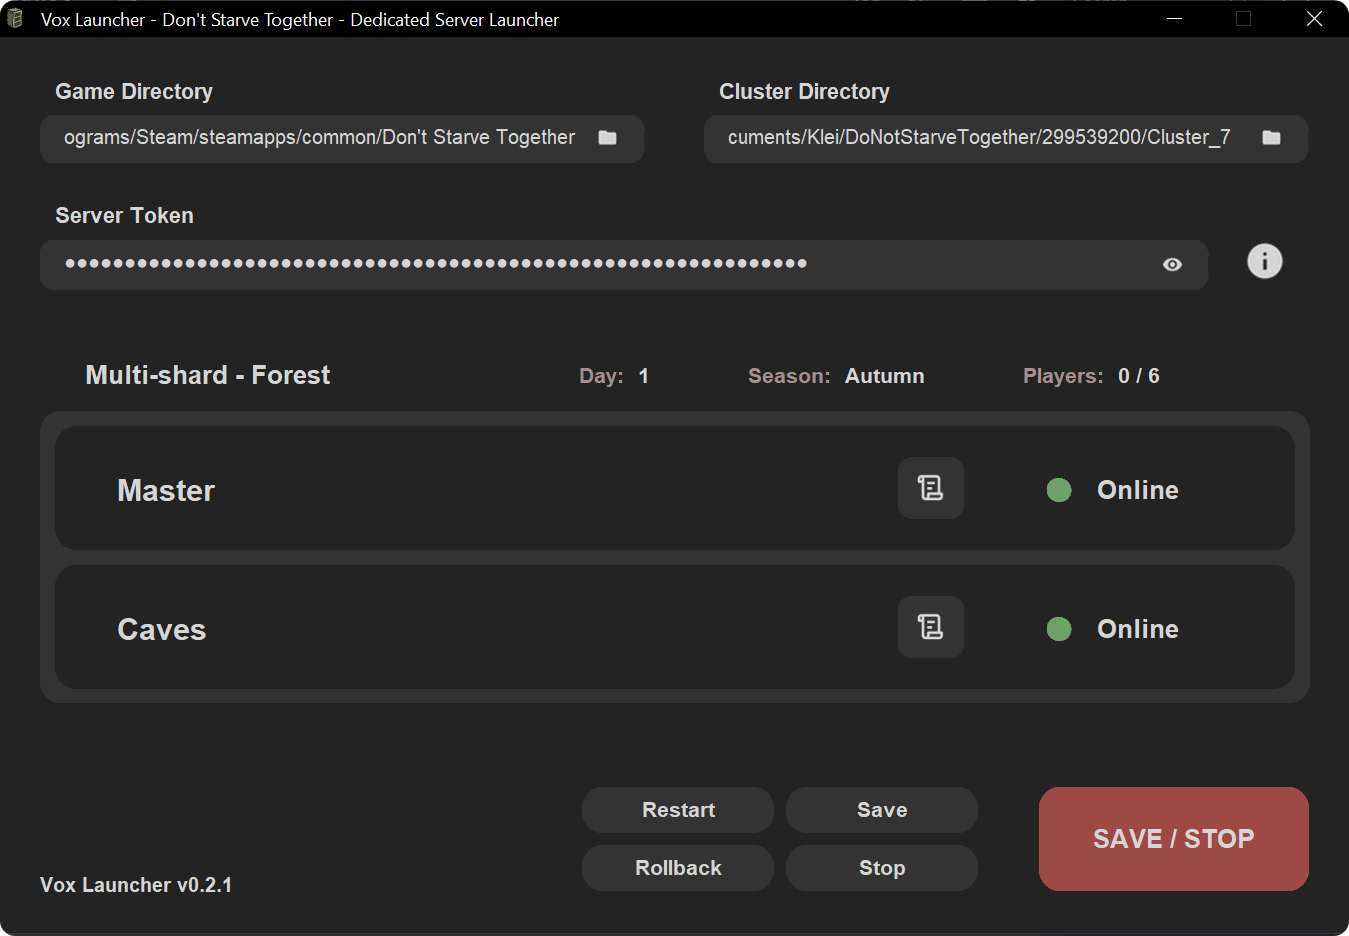 Vox Launcher - Don't Starve Together - Dedicated Server Launcher
Game Directory
Cluster Directory
ograms/Steam/steamapps/common/Don't Starve Together
cuments/Klei/DoNotStarveTogether/299539200/Cluster_7
Server Token
Multi-shard - Forest
Day: 1
Season: Autumn
Players: 0 / 6
Master
Online
Caves
Online
Restart
Save
SAVE / STOP
Rollback
Stop
Vox Launcher v0.2.1